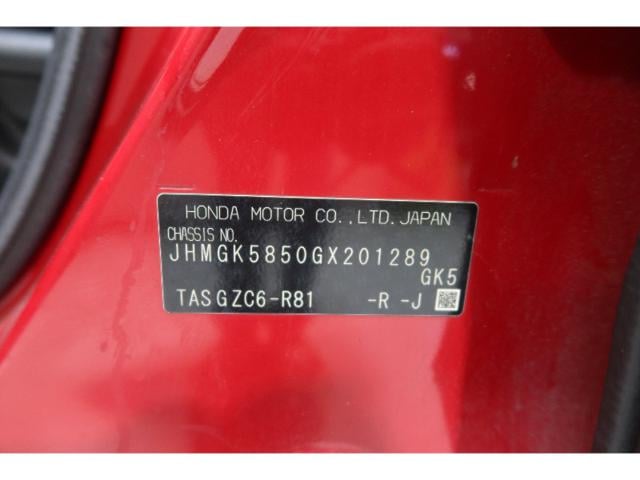 HONDA MOTOR CO.,LTD.JAPAN
CHASSIS NO.
JHMGK5850GX201289
GK5
TASGZC6-R81 -R -J